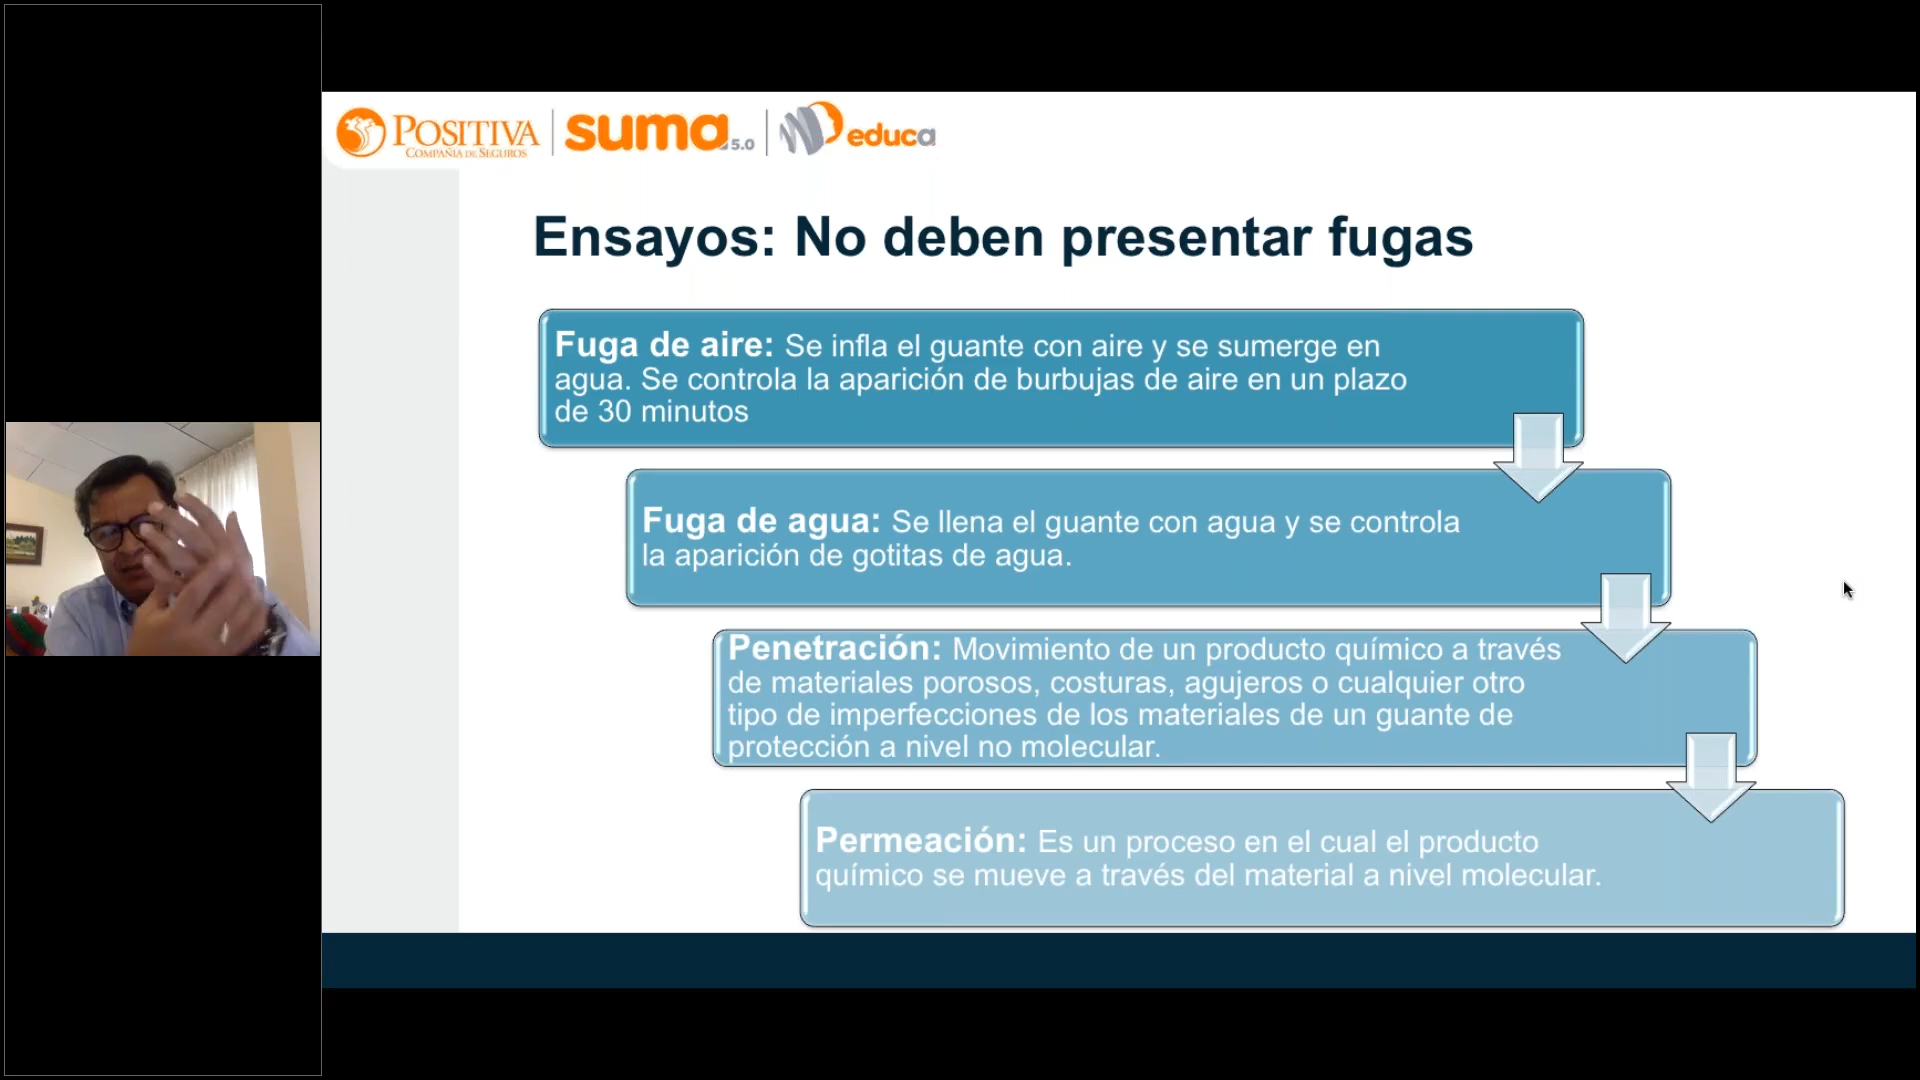 POSITIVA
COMPAÑÍA DE SEGUROS
suma 5.0
educa
Ensayos: No deben presentar fugas
Fuga de aire: Se infla el guante con aire y se sumerge en
agua. Se controla la aparición de burbujas de aire en un plazo
de 30 minutos
Fuga de agua: Se llena el guante con agua y se controla
la aparición de gotitas de agua.
Penetración: Movimiento de un producto químico a través
de materiales porosos, costuras, agujeros o cualquier otro
tipo de imperfecciones de los materiales de un guante de
protección a nivel no molecular.
Permeación: Es un proceso en el cual el producto
químico se mueve a través del material a nivel molecular.